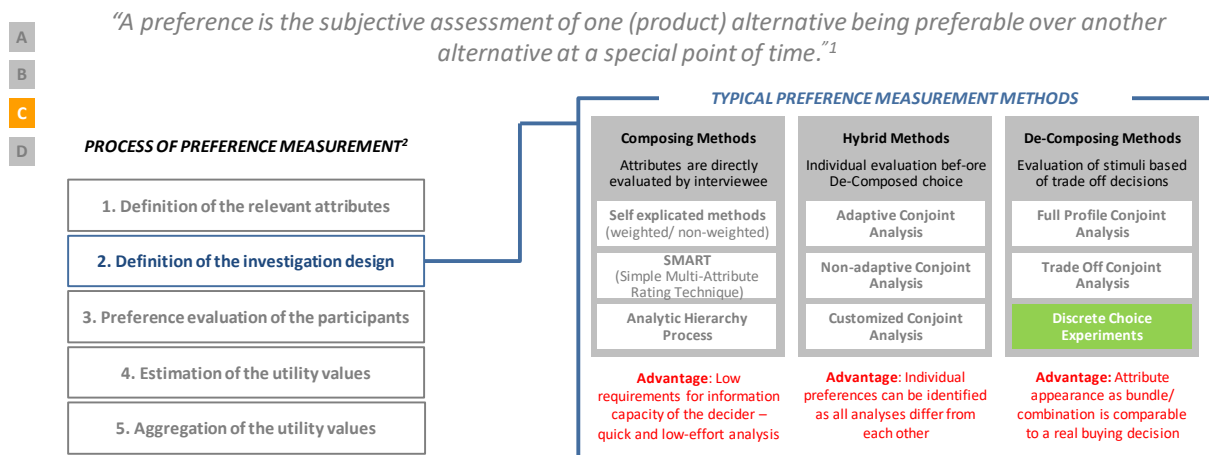 “A preference is the subjective assessment of one (product) alternative being preferable over another
alternative at a special point of time.”1
A
B
C
D
PROCESS OF PREFERENCE MEASUREMENT2
1. Definition of the relevant attributes
2. Definition of the investigation design
3. Preference evaluation of the participants
4. Estimation of the utility values
5. Aggregation of the utility values
TYPICAL PREFERENCE MEASUREMENT METHODS
Composing Methods
Attributes are directly
evaluated by interviewee
Self explicated methods
(weighted/ non-weighted)
SMART
(Simple Multi-Attribute
Rating Technique)
Analytic Hierarchy
Process
Advantage: Low
requirements for information
capacity of the decider –
quick and low-effort analysis
Hybrid Methods
Individual evaluation bef-ore
De-Composed choice
Adaptive Conjoint
Analysis
Non-adaptive Conjoint
Analysis
Customized Conjoint
Analysis
Advantage: Individual
preferences can be identified
as all analyses differ from
each other
De-Composing Methods
Evaluation of stimuli based
of trade off decisions
Full Profile Conjoint
Analysis
Trade Off Conjoint
Analysis
Discrete Choice
Experiments
Advantage: Attribute
appearance as bundle/
combination is comparable
to a real buying decision